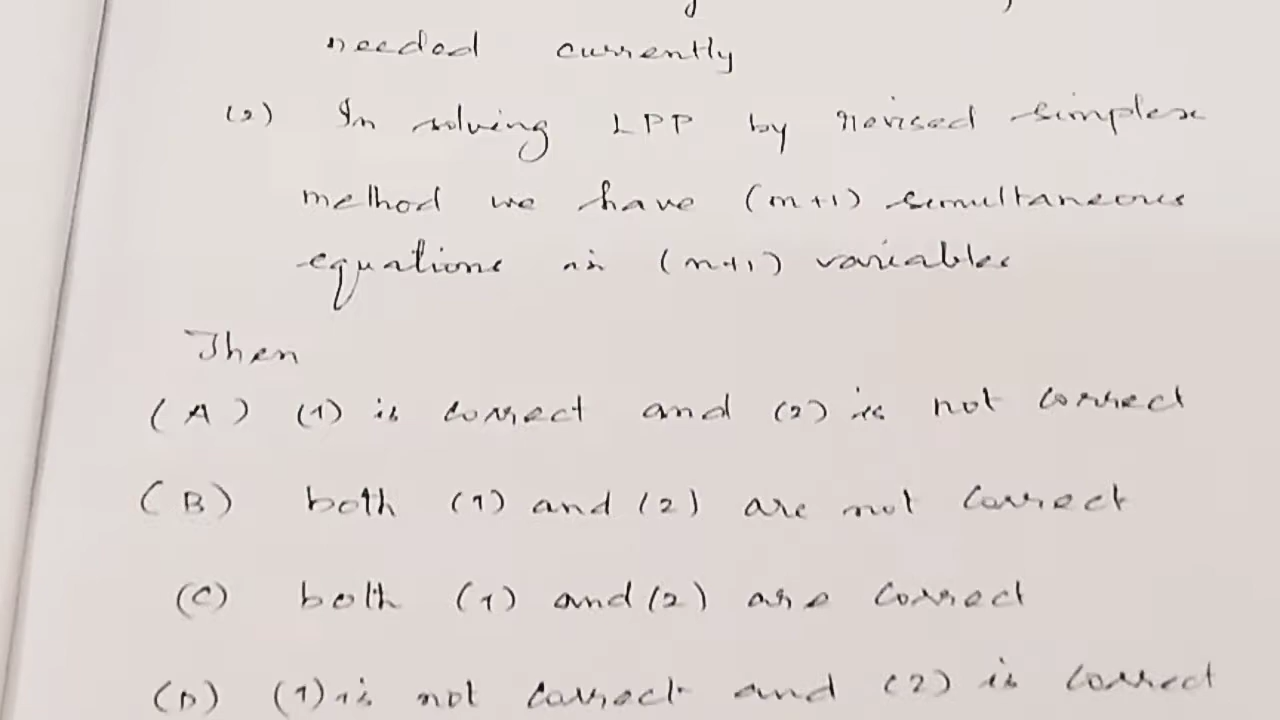 needed currently
(2) In solving LPP by revised simplex
method we have (m+1) simultaneous
equations in (n+1) variables
Then
(A) (1) is correct and (2) is not correct
(B) both (1) and (2) are not correct
(C) both (1) and (2) are correct
(D) (1) is not correct and (2) is correct